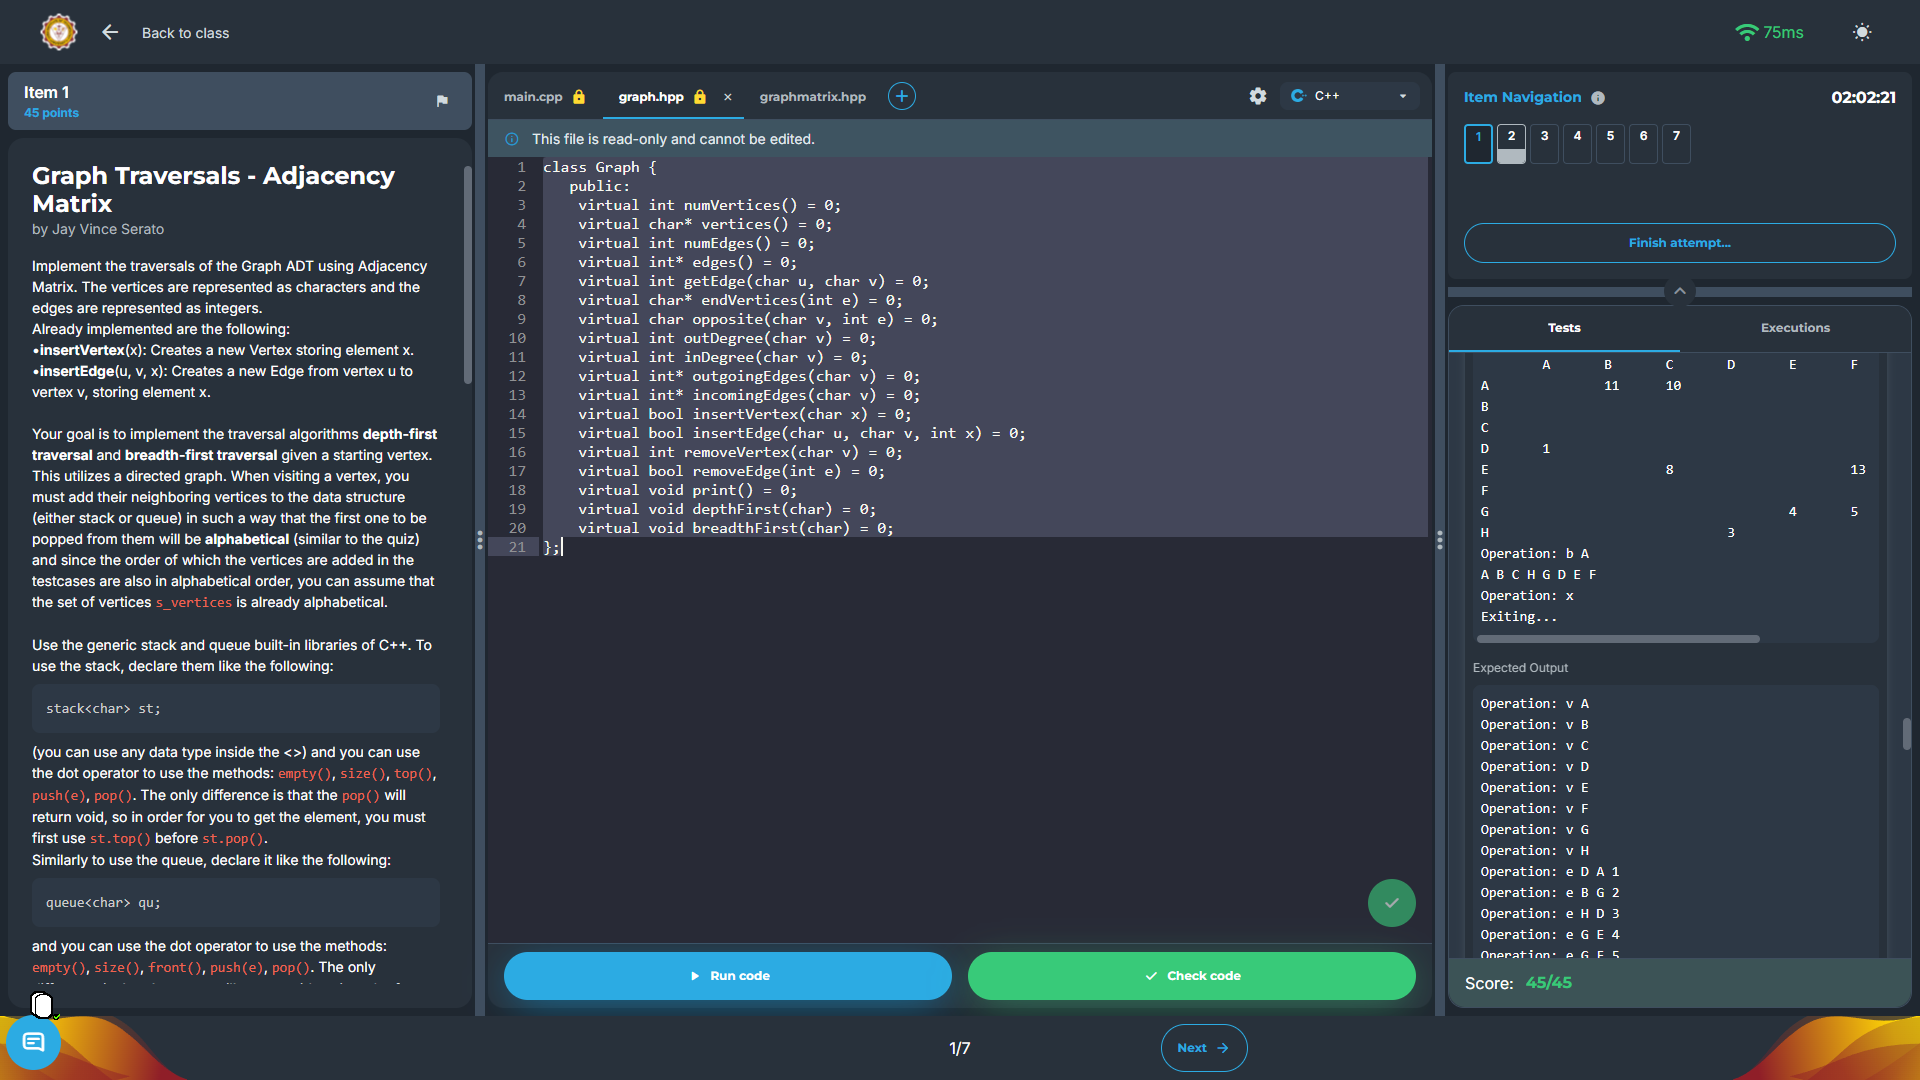 Back to class
75ms
Item 1
45 points
Graph Traversals - Adjacency
Matrix
by Jay Vince Serato
Implement the traversals of the Graph ADT using Adjacency
Matrix. The vertices are represented as characters and the
edges are represented as integers.
Already implemented are the following:
•insertVertex(x): Creates a new Vertex storing element x.
•insertEdge(u, v, x): Creates a new Edge from vertex u to
vertex v, storing element x.
Your goal is to implement the traversal algorithms depth-first
traversal and breadth-first traversal given a starting vertex.
This utilizes a directed graph. When visiting a vertex, you
must add their neighboring vertices to the data structure
(either stack or queue) in such a way that the first one to be
popped from them will be alphabetical (similar to the quiz)
and since the order of which the vertices are added in the
testcases are also in alphabetical order, you can assume that
the set of vertices s_vertices is already alphabetical.
Use the generic stack and queue built-in libraries of C++. To
use the stack, declare them like the following:
stack<char> st;
(you can use any data type inside the <>) and you can use
the dot operator to use the methods: empty(), size(), top(),
push(e), pop(). The only difference is that the pop() will
return void, so in order for you to get the element, you must
first use st.top() before st.pop().
Similarly to use the queue, declare it like the following:
queue<char> qu;
and you can use the dot operator to use the methods:
empty(), size(), front(), push(e), pop(). The only
main.cpp
graph.hpp
graphmatrix.hpp
C++
This file is read-only and cannot be edited.
1 class Graph {
2 public:
3 virtual int numVertices() = 0;
4 virtual char* vertices() = 0;
5 virtual int numEdges() = 0;
6 virtual int* edges() = 0;
7 virtual int getEdge(char u, char v) = 0;
8 virtual char* endVertices(int e) = 0;
9 virtual char opposite(char v, int e) = 0;
10 virtual int outDegree(char v) = 0;
11 virtual int inDegree(char v) = 0;
12 virtual int* outgoingEdges(char v) = 0;
13 virtual int* incomingEdges(char v) = 0;
14 virtual bool insertVertex(char x) = 0;
15 virtual bool insertEdge(char u, char v, int x) = 0;
16 virtual int removeVertex(char v) = 0;
17 virtual bool removeEdge(int e) = 0;
18 virtual void print() = 0;
19 virtual void depthFirst(char) = 0;
20 virtual void breadthFirst(char) = 0;
21 };
Run code
Check code
Item Navigation
02:02:21
1 2 3 4 5 6 7
Finish attempt...
Tests
Executions
A B C D E F
A 11 10
B
C
D 1
E 8 13
F
G 4 5
H 3
Operation: b A
A B C H G D E F
Operation: x
Exiting...
Expected Output
Operation: v A
Operation: v B
Operation: v C
Operation: v D
Operation: v E
Operation: v F
Operation: v G
Operation: v H
Operation: e D A 1
Operation: e B G 2
Operation: e H D 3
Operation: e G E 4
Operation: e G F 5
Score: 45/45
1/7
Next